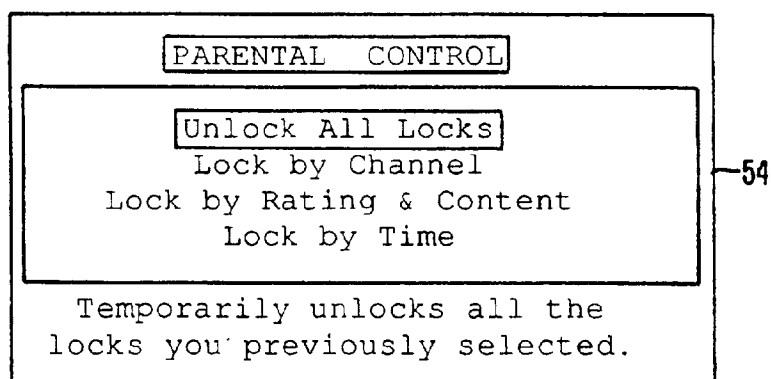 PARENTAL CONTROL
Unlock All Locks
Lock by Channel
54
Lock by Rating & Content
Lock by Time
Temporarily unlocks all the
locks you previously selected.